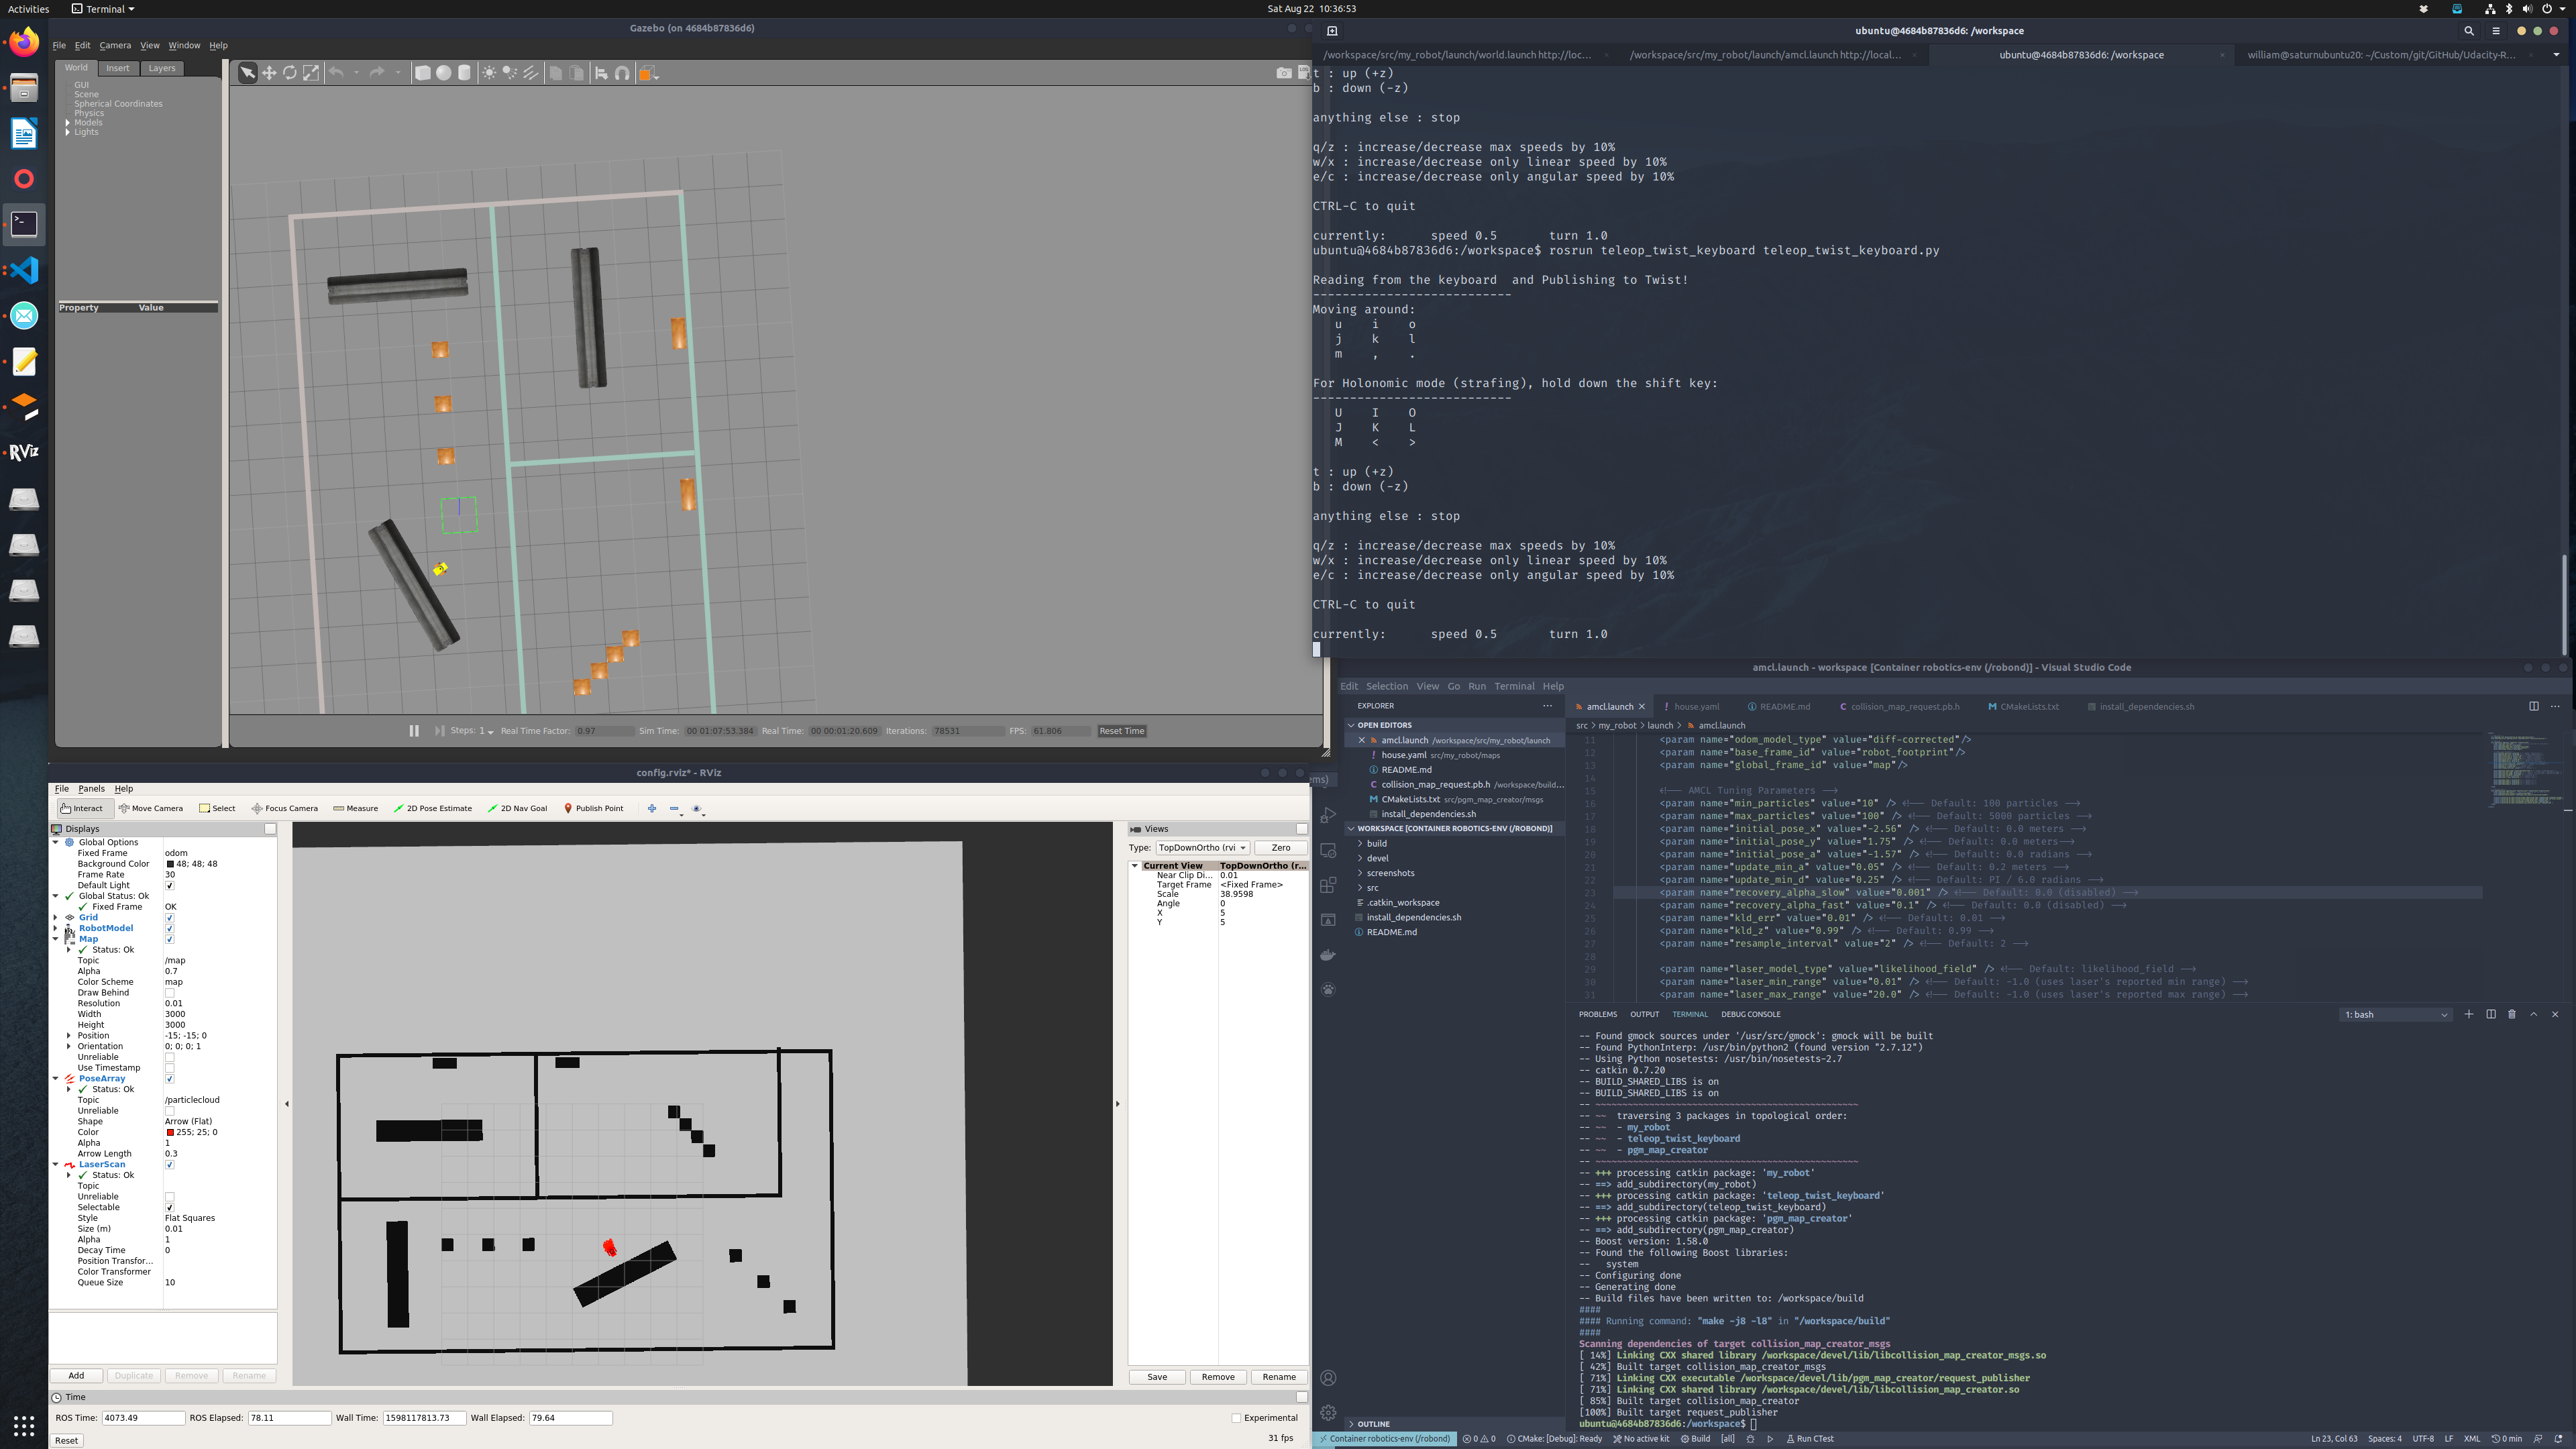 Activities
Terminal
Sat Aug 22 10:36:53
Gazebo (on 4684b87836d6)
File Edit Camera View Window Help
World Insert Layers
GUI
Scene
Spherical Coordinates
Physics
Models
Lights
Property Value
Steps: 1 Real Time Factor: 0.97 Sim Time: 00 01:07:53.384 Real Time: 00 00:01:20.609 Iterations: 78531 FPS: 61.806 Reset Time
ubuntu@4684b87836d6: /workspace
/workspace/src/my_robot/launch/world.launch http://loc...
/workspace/src/my_robot/launch/amcl.launch http://local...
ubuntu@4684b87836d6: /workspace
william@saturnubuntu20: ~/Custom/git/GitHub/Udacity-R...
t : up (+z)
b : down (-z)
anything else : stop
q/z : increase/decrease max speeds by 10%
w/x : increase/decrease only linear speed by 10%
e/c : increase/decrease only angular speed by 10%
CTRL-C to quit
currently: speed 0.5 turn 1.0
ubuntu@4684b87836d6:/workspace$ rosrun teleop_twist_keyboard teleop_twist_keyboard.py
Reading from the keyboard and Publishing to Twist!
---------------------------
Moving around:
u i o
j k l
m , .
For Holonomic mode (strafing), hold down the shift key:
---------------------------
U I O
J K L
M < >
t : up (+z)
b : down (-z)
anything else : stop
q/z : increase/decrease max speeds by 10%
w/x : increase/decrease only linear speed by 10%
e/c : increase/decrease only angular speed by 10%
CTRL-C to quit
currently: speed 0.5 turn 1.0
RViz
config.rviz* - RViz
File Panels Help
Interact Move Camera Select Focus Camera Measure 2D Pose Estimate 2D Nav Goal Publish Point
Displays
Global Options
Fixed Frame odom
Background Color 48; 48; 48
Frame Rate 30
Default Light
Global Status: Ok
Fixed Frame OK
Grid
RobotModel
Map
Status: Ok
Topic /map
Alpha 0.7
Color Scheme map
Draw Behind
Resolution 0.01
Width 3000
Height 3000
Position -15; -15; 0
Orientation 0; 0; 0; 1
Unreliable
Use Timestamp
PoseArray
Status: Ok
Topic /particlecloud
Unreliable
Shape Arrow (Flat)
Color 255; 25; 0
Alpha 1
Arrow Length 0.3
LaserScan
Status: Ok
Topic
Unreliable
Selectable
Style Flat Squares
Size (m) 0.01
Alpha 1
Decay Time 0
Position Transfor...
Color Transformer
Queue Size 10
Add Duplicate Remove Rename
Views
Type: TopDownOrtho (rvi Zero
Current View TopDownOrtho (r...
Near Clip Di... 0.01
Target Frame <Fixed Frame>
Scale 38.9598
Angle 0
X 5
Y 5
Save Remove Rename
Time
ROS Time: 4073.49 ROS Elapsed: 78.11 Wall Time: 1598117813.73 Wall Elapsed: 79.64 Experimental
Reset
31 fps
amcl.launch - workspace [Container robotics-env (/robond)] - Visual Studio Code
Edit Selection View Go Run Terminal Help
ems)
EXPLORER
OPEN EDITORS
amcl.launch /workspace/src/my_robot/launch
house.yaml src/my_robot/maps
README.md
collision_map_request.pb.h /workspace/build...
CMakeLists.txt src/pgm_map_creator/msgs
install_dependencies.sh
WORKSPACE [CONTAINER ROBOTICS-ENV (/ROBOND)]
build
devel
screenshots
src
.catkin_workspace
install_dependencies.sh
README.md
OUTLINE
amcl.launch house.yaml README.md collision_map_request.pb.h CMakeLists.txt install_dependencies.sh
src > my_robot > launch > amcl.launch
11 <param name="odom_model_type" value="diff-corrected"/>
12 <param name="base_frame_id" value="robot_footprint"/>
13 <param name="global_frame_id" value="map"/>
14
15 <!-- AMCL Tuning Parameters -->
16 <param name="min_particles" value="10" /> <!-- Default: 100 particles -->
17 <param name="max_particles" value="100" /> <!-- Default: 5000 particles -->
18 <param name="initial_pose_x" value="-2.56" /> <!-- Default: 0.0 meters -->
19 <param name="initial_pose_y" value="1.75" /> <!-- Default: 0.0 meters-->
20 <param name="initial_pose_a" value="-1.57" /> <!-- Default: 0.0 radians -->
21 <param name="update_min_a" value="0.05" /> <!-- Default: 0.2 meters -->
22 <param name="update_min_d" value="0.25" /> <!-- Default: PI / 6.0 radians -->
23 <param name="recovery_alpha_slow" value="0.001" /> <!-- Default: 0.0 (disabled) -->
24 <param name="recovery_alpha_fast" value="0.1" /> <!-- Default: 0.0 (disabled) -->
25 <param name="kld_err" value="0.01" /> <!-- Default: 0.01 -->
26 <param name="kld_z" value="0.99" /> <!-- Default: 0.99 -->
27 <param name="resample_interval" value="2" /> <!-- Default: 2 -->
28
29 <param name="laser_model_type" value="likelihood_field" /> <!-- Default: likelihood_field -->
30 <param name="laser_min_range" value="0.01" /> <!-- Default: -1.0 (uses laser's reported min range) -->
31 <param name="laser_max_range" value="20.0" /> <!-- Default: -1.0 (uses laser's reported max range) -->
PROBLEMS OUTPUT TERMINAL DEBUG CONSOLE
1: bash
-- Found gmock sources under '/usr/src/gmock': gmock will be built
-- Found PythonInterp: /usr/bin/python2 (found version "2.7.12")
-- Using Python nosetests: /usr/bin/nosetests-2.7
-- catkin 0.7.20
-- BUILD_SHARED_LIBS is on
-- BUILD_SHARED_LIBS is on
-- ~~~~~~~~~~~~~~~~~~~~~~~~~~~~~~~~~~~~~~~~~~~~~~~~~
-- ~~ traversing 3 packages in topological order:
-- ~~ - my_robot
-- ~~ - teleop_twist_keyboard
-- ~~ - pgm_map_creator
-- ~~~~~~~~~~~~~~~~~~~~~~~~~~~~~~~~~~~~~~~~~~~~~~~~~
-- +++ processing catkin package: 'my_robot'
-- ==> add_subdirectory(my_robot)
-- +++ processing catkin package: 'teleop_twist_keyboard'
-- ==> add_subdirectory(teleop_twist_keyboard)
-- +++ processing catkin package: 'pgm_map_creator'
-- ==> add_subdirectory(pgm_map_creator)
-- Boost version: 1.58.0
-- Found the following Boost libraries:
-- system
-- Configuring done
-- Generating done
-- Build files have been written to: /workspace/build
####
#### Running command: "make -j8 -l8" in "/workspace/build"
####
Scanning dependencies of target collision_map_creator_msgs
[ 14%] Linking CXX shared library /workspace/devel/lib/libcollision_map_creator_msgs.so
[ 42%] Built target collision_map_creator_msgs
[ 71%] Linking CXX executable /workspace/devel/lib/pgm_map_creator/request_publisher
[ 71%] Linking CXX shared library /workspace/devel/lib/libcollision_map_creator.so
[ 85%] Built target collision_map_creator
[100%] Built target request_publisher
ubuntu@4684b87836d6:/workspace$
Container robotics-env (/robond) 0 0 CMake: [Debug]: Ready No active kit Build [all] Run CTest Ln 23, Col 63 Spaces: 4 UTF-8 LF XML 0 min